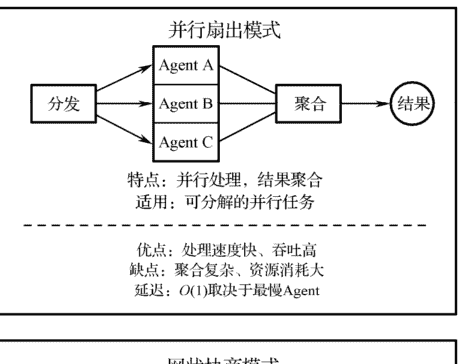 并行扇出模式
Agent A
分发
Agent B
聚合
结果
Agent C
特点：并行处理，结果聚合
适用：可分解的并行任务
优点：处理速度快、吞吐高
缺点：聚合复杂、资源消耗大
延迟：O(1)取决于最慢Agent